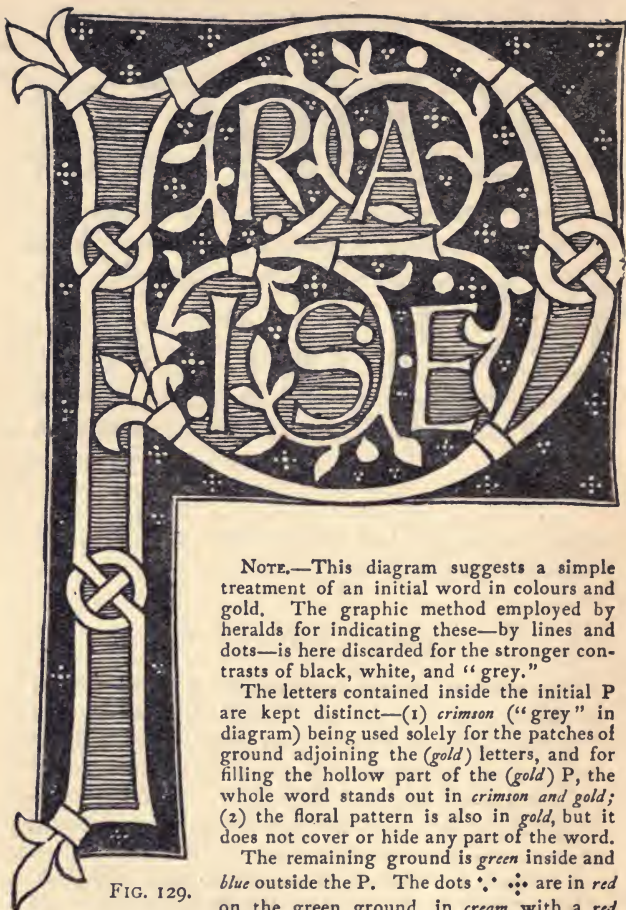 PRAISE
NOTE.—This diagram suggests a simple
treatment of an initial word in colours and
gold. The graphic method employed by
heralds for indicating these—by lines and
dots—is here discarded for the stronger con-
trasts of black, white, and “grey.”
The letters contained inside the initial P
are kept distinct—(1) crimson (“grey” in
diagram) being used solely for the patches of
ground adjoining the (gold) letters, and for
filling the hollow part of the (gold) P, the
whole word stands out in crimson and gold;
(2) the floral pattern is also in gold, but it
does not cover or hide any part of the word.
The remaining ground is green inside and
blue outside the P. The dots are in red
on the green ground, in cream with a red
FIG. 129.